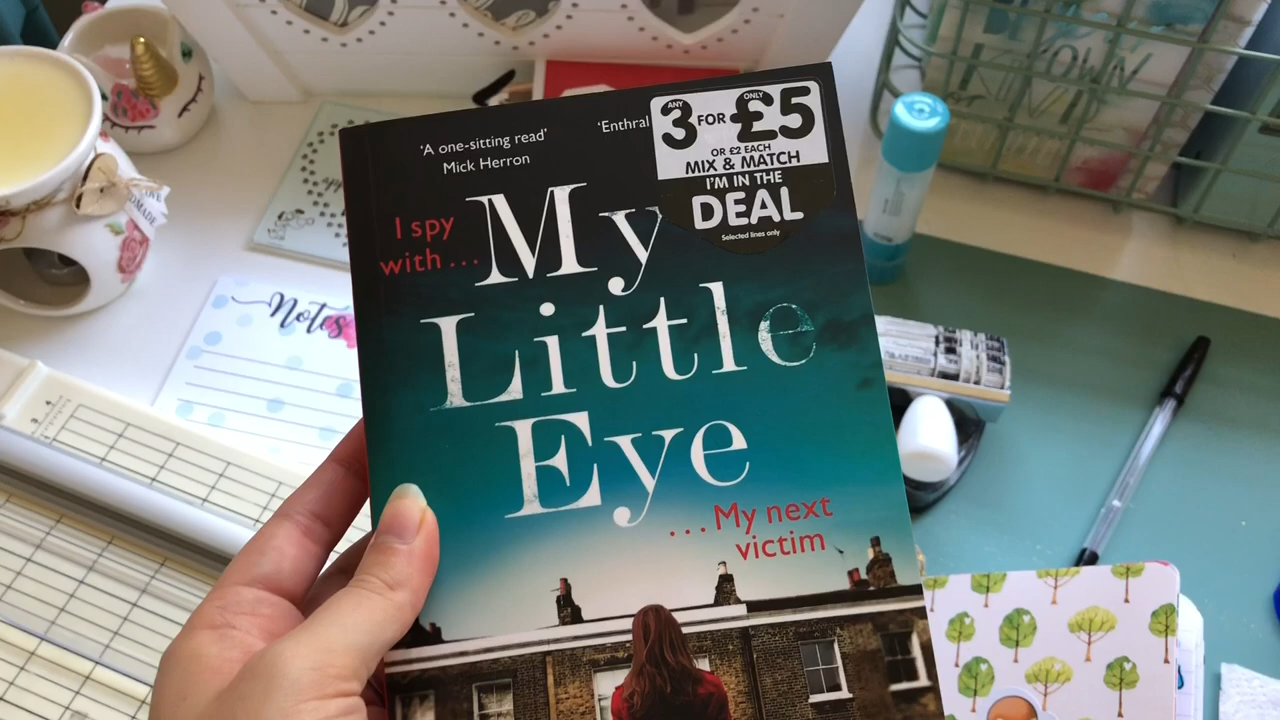 'A one-sitting read'
Mick Herron
'Enthral
ANY
3 FOR ONLY £5
OR £2 EACH
MIX & MATCH
I'M IN THE
DEAL
Selected lines only
I spy
with ...
My
Little
Eye
... My next
victim
Notes